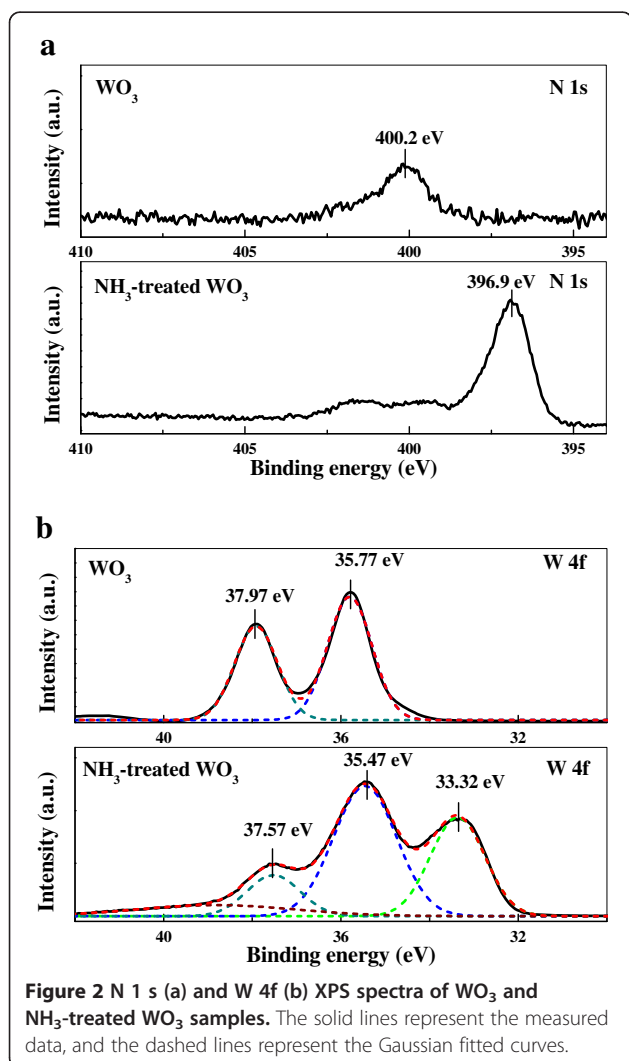 a
WO₃ N 1s
400.2 eV
Intensity (a.u.)
410 405 400 395
NH₃-treated WO₃ N 1s
396.9 eV
Intensity (a.u.)
410 405 400 395
Binding energy (eV)
b
WO₃ W 4f
35.77 eV
37.97 eV
Intensity (a.u.)
40 36 32
NH₃-treated WO₃ W 4f
35.47 eV
33.32 eV
37.57 eV
Intensity (a.u.)
40 36 32
Binding energy (eV)
Figure 2 N 1 s (a) and W 4f (b) XPS spectra of WO₃ and
NH₃-treated WO₃ samples. The solid lines represent the measured
data, and the dashed lines represent the Gaussian fitted curves.